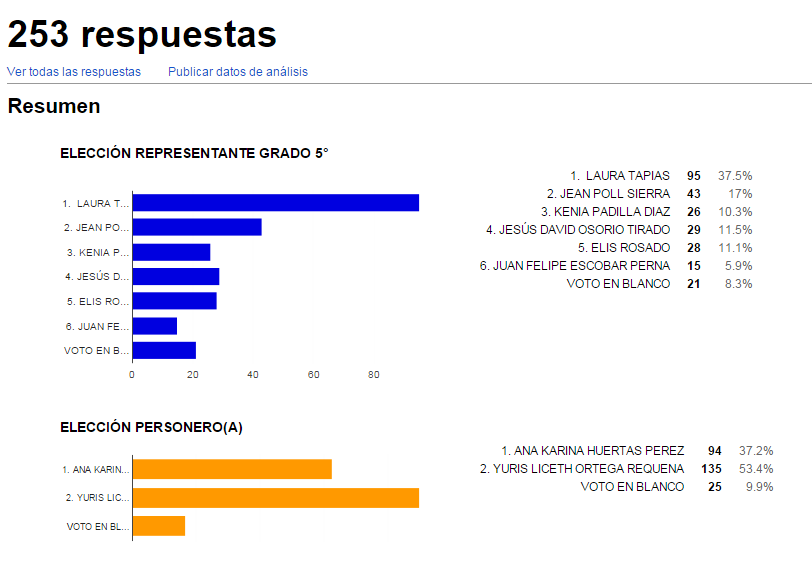 253 respuestas
Ver todas las respuestas Publicar datos de análisis
Resumen
ELECCIÓN REPRESENTANTE GRADO 5°
1. LAURA T...
2. JEAN PO...
3. KENIA P...
4. JESÚS D...
5. ELIS RO...
6. JUAN FE...
VOTO EN B...
0 20 40 60 80
1. LAURA TAPIAS 95 37.5%
2. JEAN POLL SIERRA 43 17%
3. KENIA PADILLA DIAZ 26 10.3%
4. JESÚS DAVID OSORIO TIRADO 29 11.5%
5. ELIS ROSADO 28 11.1%
6. JUAN FELIPE ESCOBAR PERNA 15 5.9%
VOTO EN BLANCO 21 8.3%
ELECCIÓN PERSONERO(A)
1. ANA KARIN...
2. YURIS LIC...
VOTO EN BL...
1. ANA KARINA HUERTAS PEREZ 94 37.2%
2. YURIS LICETH ORTEGA REQUENA 135 53.4%
VOTO EN BLANCO 25 9.9%